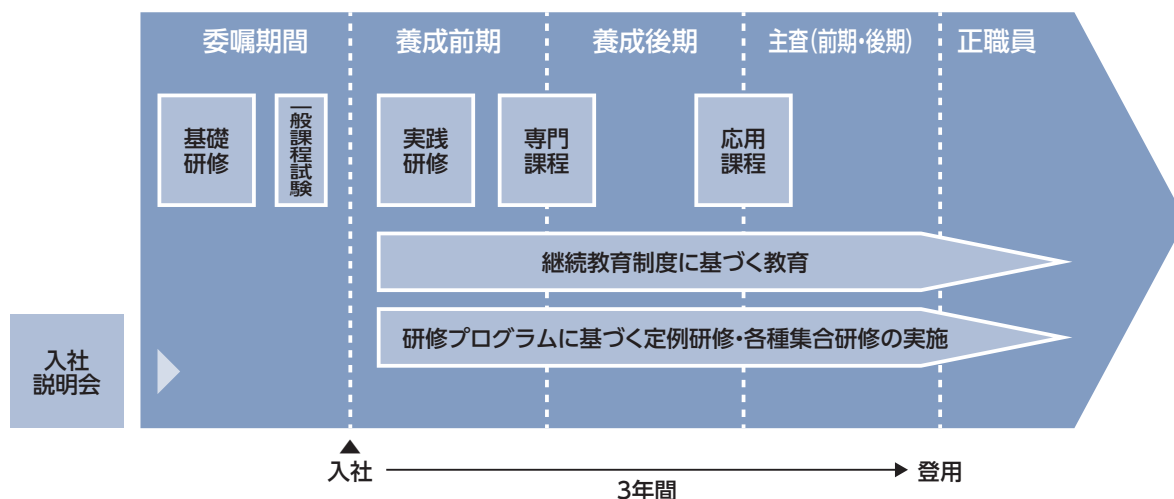 委嘱期間
養成前期
養成後期
主査(前期・後期)
正職員
基礎
研修
一般課程試験
実践
研修
専門
課程
応用
課程
継続教育制度に基づく教育
研修プログラムに基づく定例研修・各種集合研修の実施
入社
説明会
入社
登用
3年間